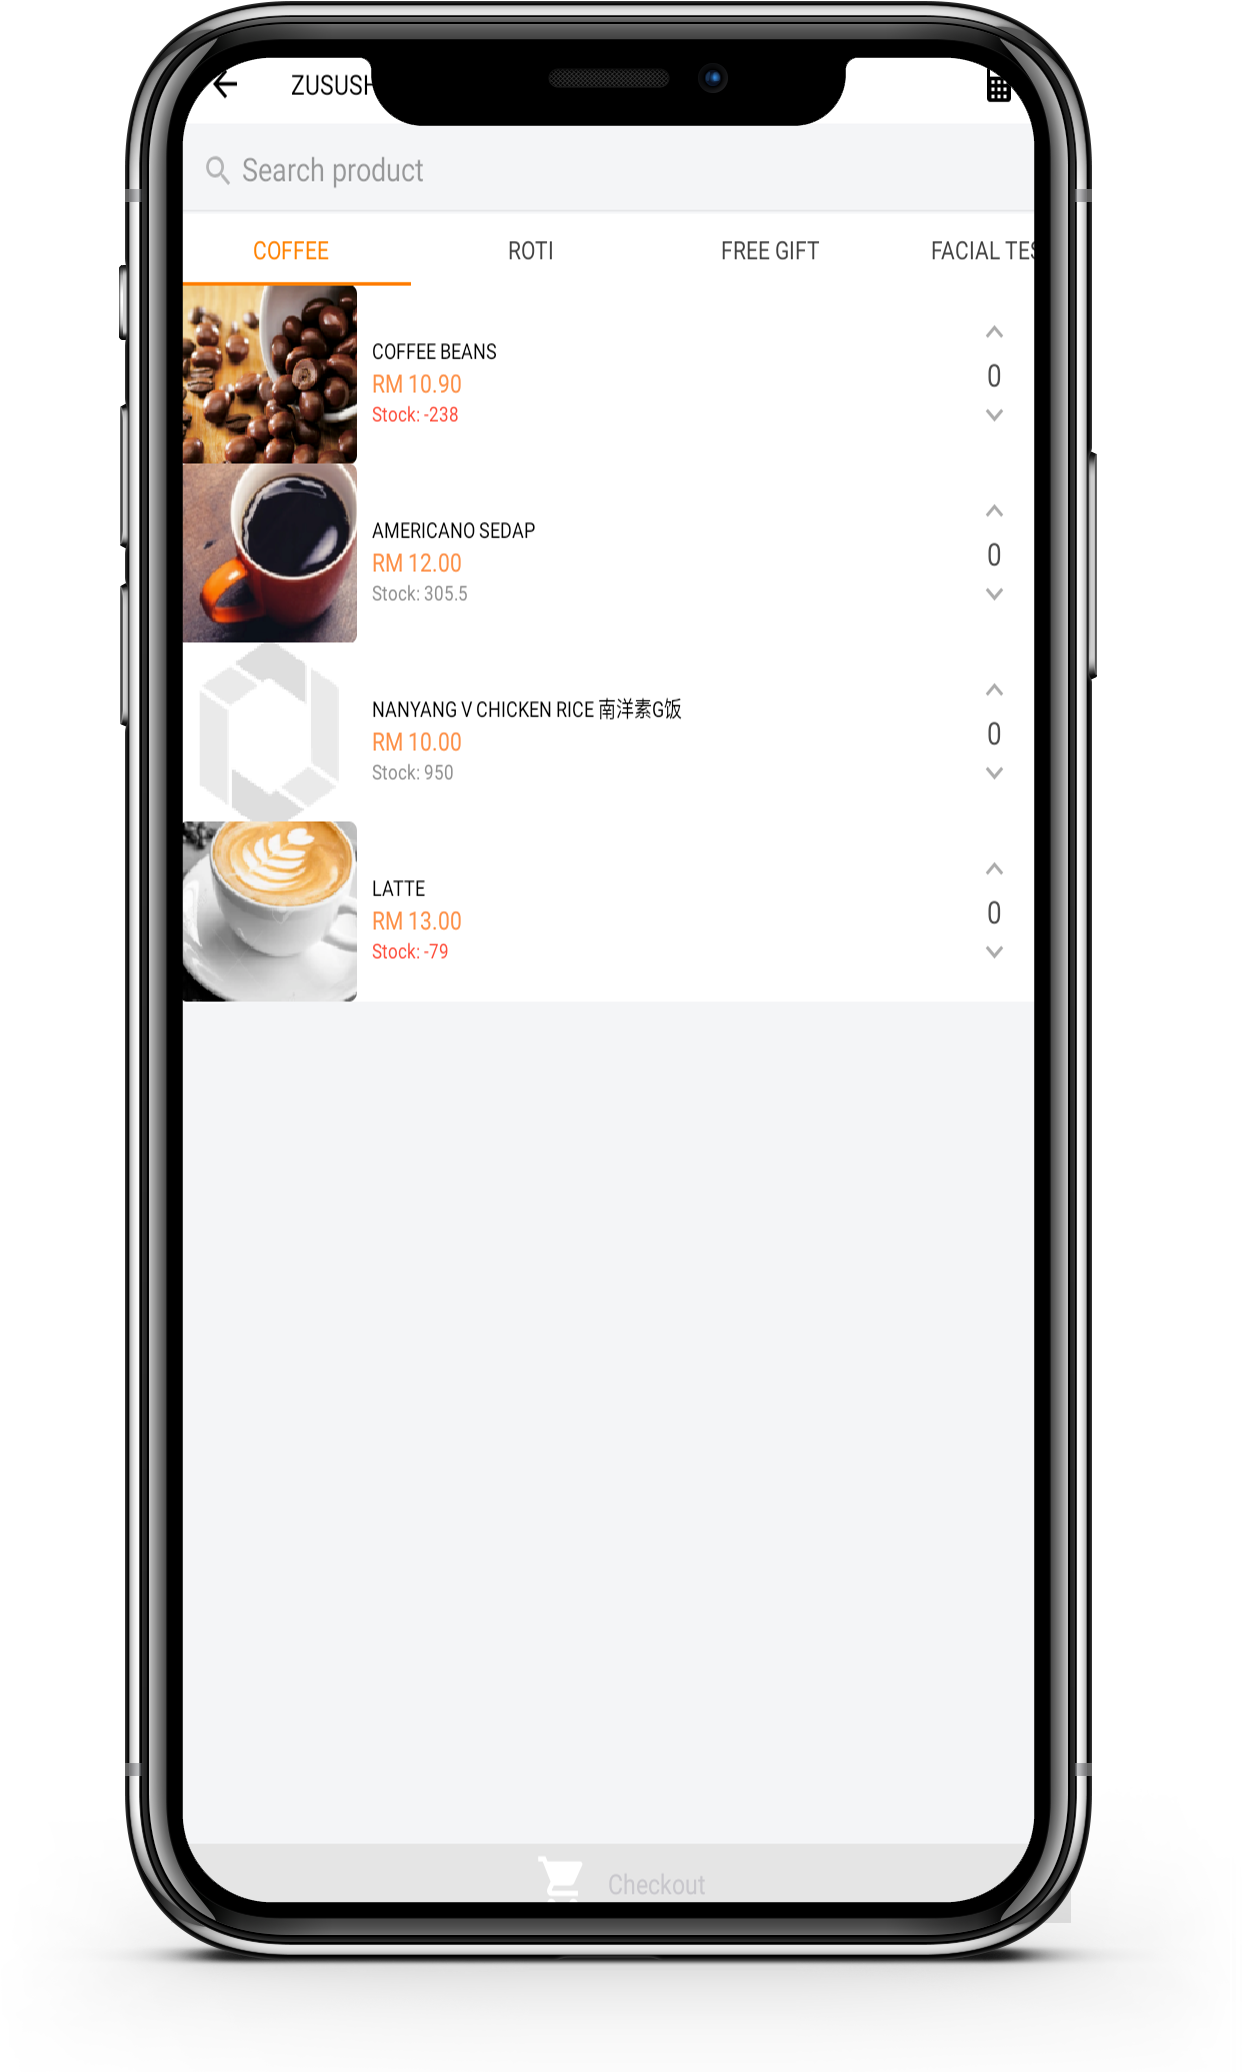 ZUSUSH
Search product
COFFEE ROTI FREE GIFT FACIAL TES
COFFEE BEANS
RM 10.90
Stock: -238
0
AMERICANO SEDAP
RM 12.00
Stock: 305.5
0
NANYANG V CHICKEN RICE 南洋素G饭
RM 10.00
Stock: 950
0
LATTE
RM 13.00
Stock: -79
0
Checkout